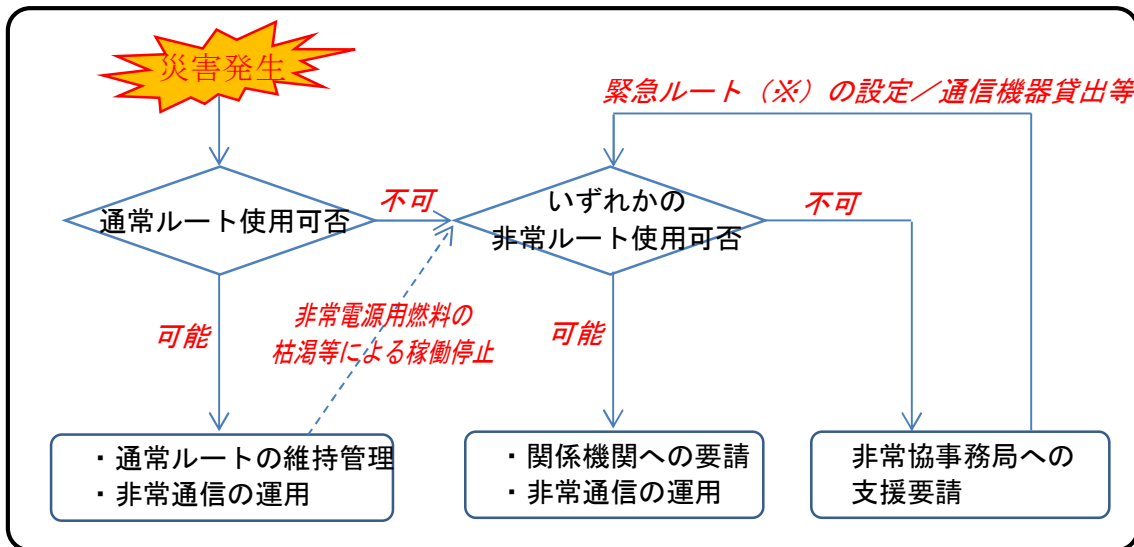 災害発生
緊急ルート（※）の設定／通信機器貸出等
通常ルート使用可否
不可
いずれかの
非常ルート使用可否
不可
可能
非常電源用燃料の
枯渇等による稼働停止
可能
・通常ルートの維持管理
・非常通信の運用
・関係機関への要請
・非常通信の運用
非常協事務局への
支援要請